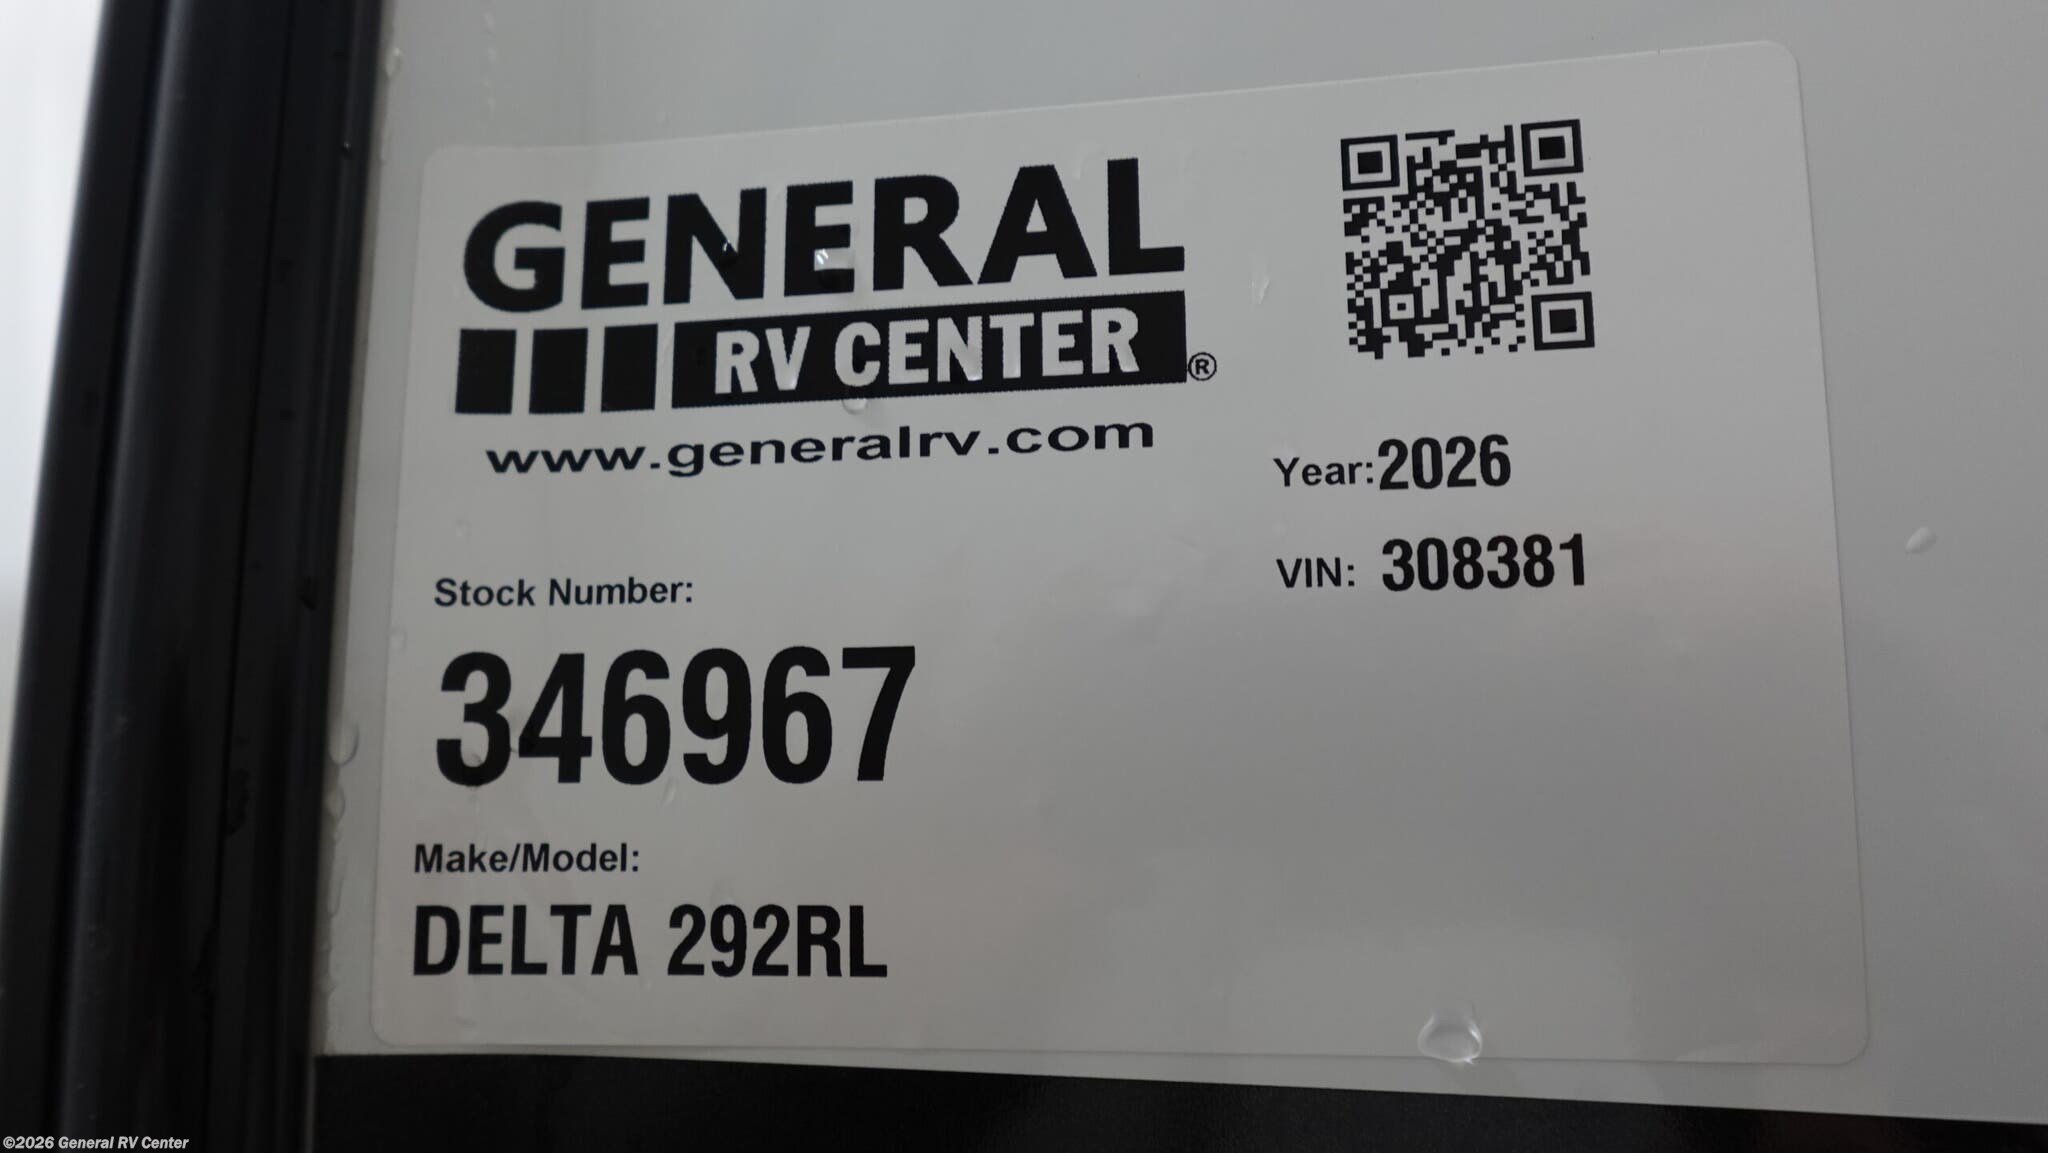 GENERAL
RV CENTER®
www.generalrv.com
Year:2026
VIN: 308381
Stock Number:
346967
Make/Model:
DELTA 292RL
©2026 General RV Center